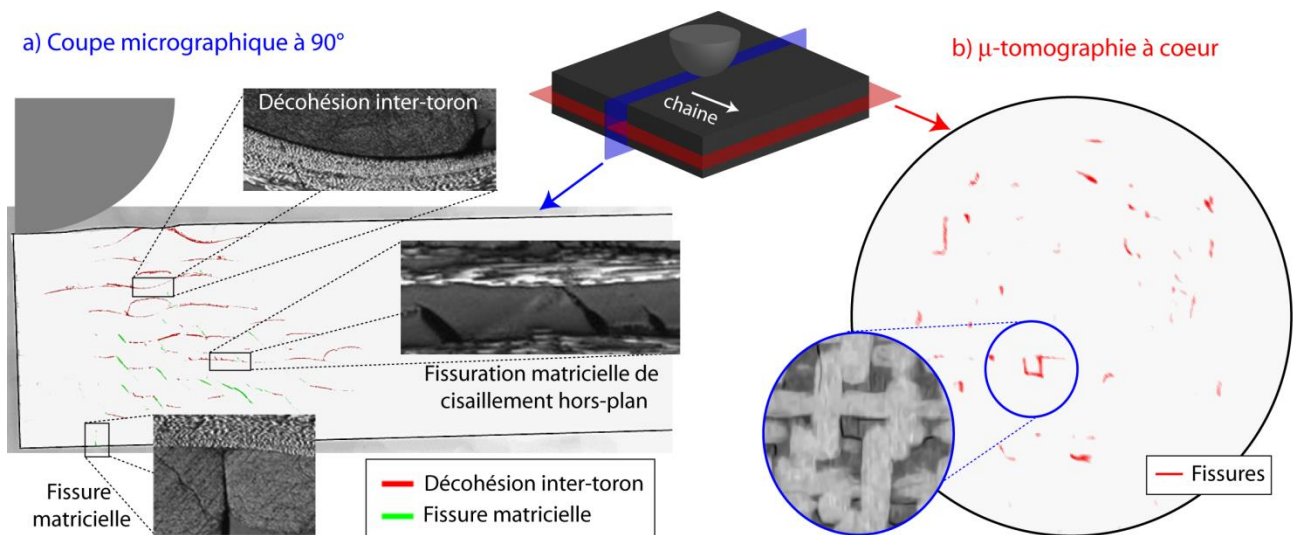 a) Coupe micrographique à 90°
b) μ-tomographie à coeur
chaine
Décohésion inter-toron
Fissuration matricielle de
cisaillement hors-plan
Fissure
matricielle
Décohésion inter-toron
Fissure matricielle
Fissures